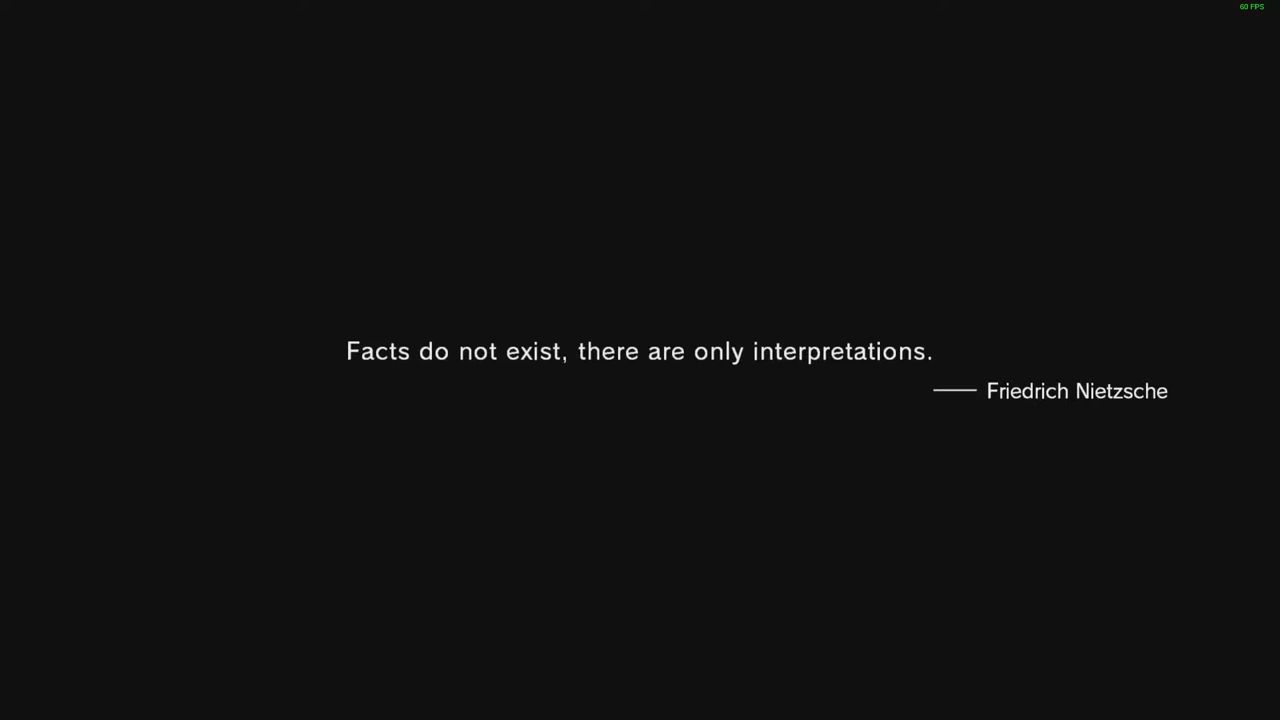 60 FPS
Facts do not exist, there are only interpretations.
—— Friedrich Nietzsche